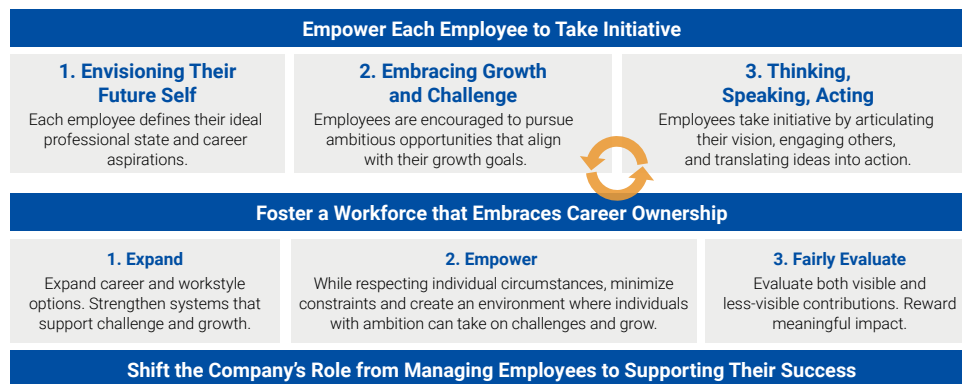 Empower Each Employee to Take Initiative
1. Envisioning Their
Future Self
Each employee defines their ideal
professional state and career
aspirations.
2. Embracing Growth
and Challenge
Employees are encouraged to pursue
ambitious opportunities that align
with their growth goals.
3. Thinking,
Speaking, Acting
Employees take initiative by articulating
their vision, engaging others,
and translating ideas into action.
Foster a Workforce that Embraces Career Ownership
1. Expand
Expand career and workstyle
options. Strengthen systems that
support challenge and growth.
2. Empower
While respecting individual circumstances, minimize
constraints and create an environment where individuals
with ambition can take on challenges and grow.
3. Fairly Evaluate
Evaluate both visible and
less-visible contributions. Reward
meaningful impact.
Shift the Company’s Role from Managing Employees to Supporting Their Success